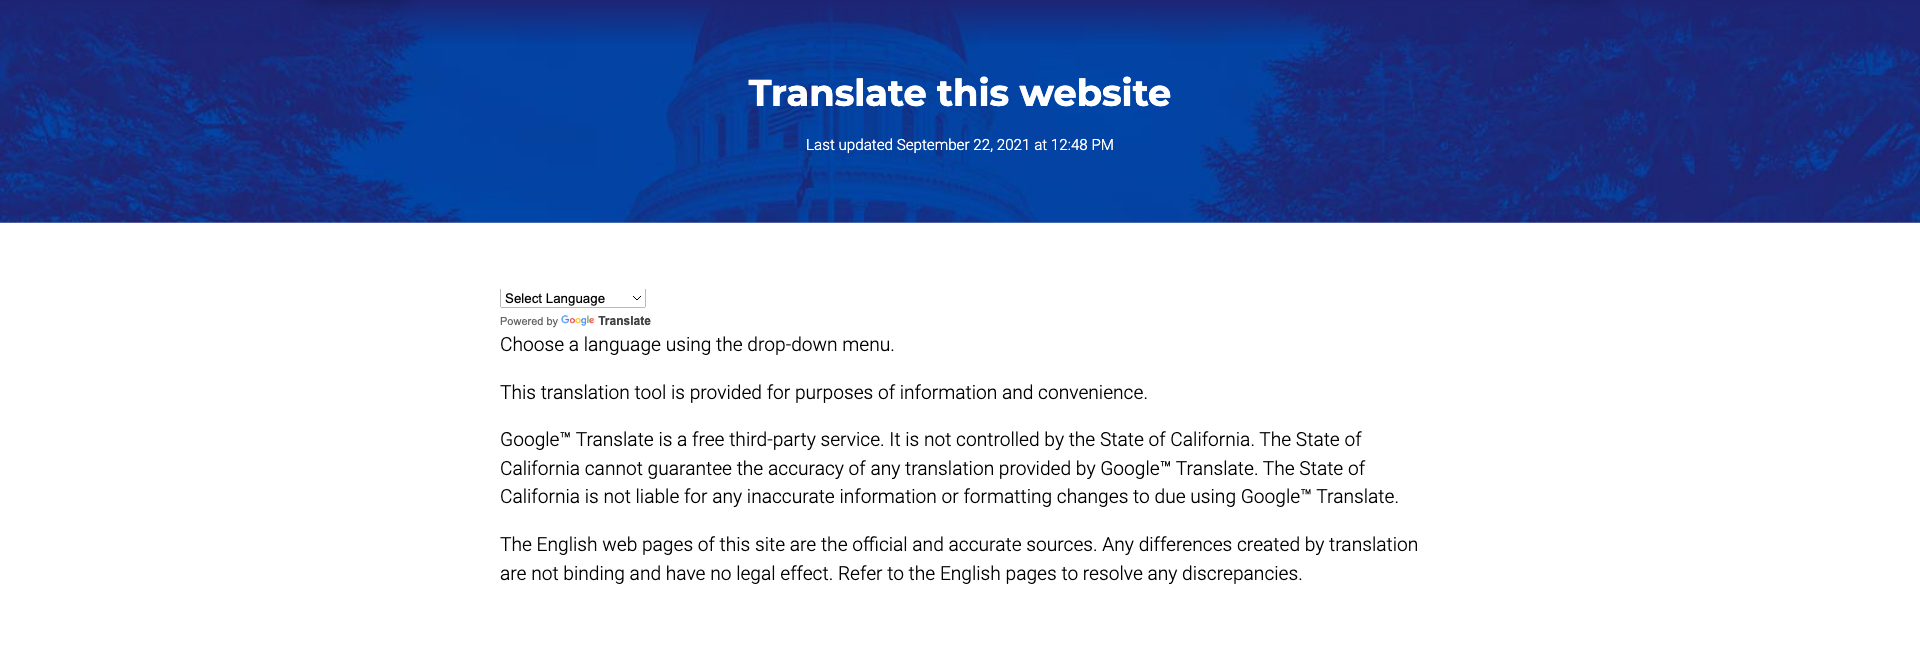 Translate this website
Last updated September 22, 2021 at 12:48 PM
Select Language
Powered by Google Translate
Choose a language using the drop-down menu.
This translation tool is provided for purposes of information and convenience.
Google™ Translate is a free third-party service. It is not controlled by the State of California. The State of
California cannot guarantee the accuracy of any translation provided by Google™ Translate. The State of
California is not liable for any inaccurate information or formatting changes to due using Google™ Translate.
The English web pages of this site are the official and accurate sources. Any differences created by translation
are not binding and have no legal effect. Refer to the English pages to resolve any discrepancies.